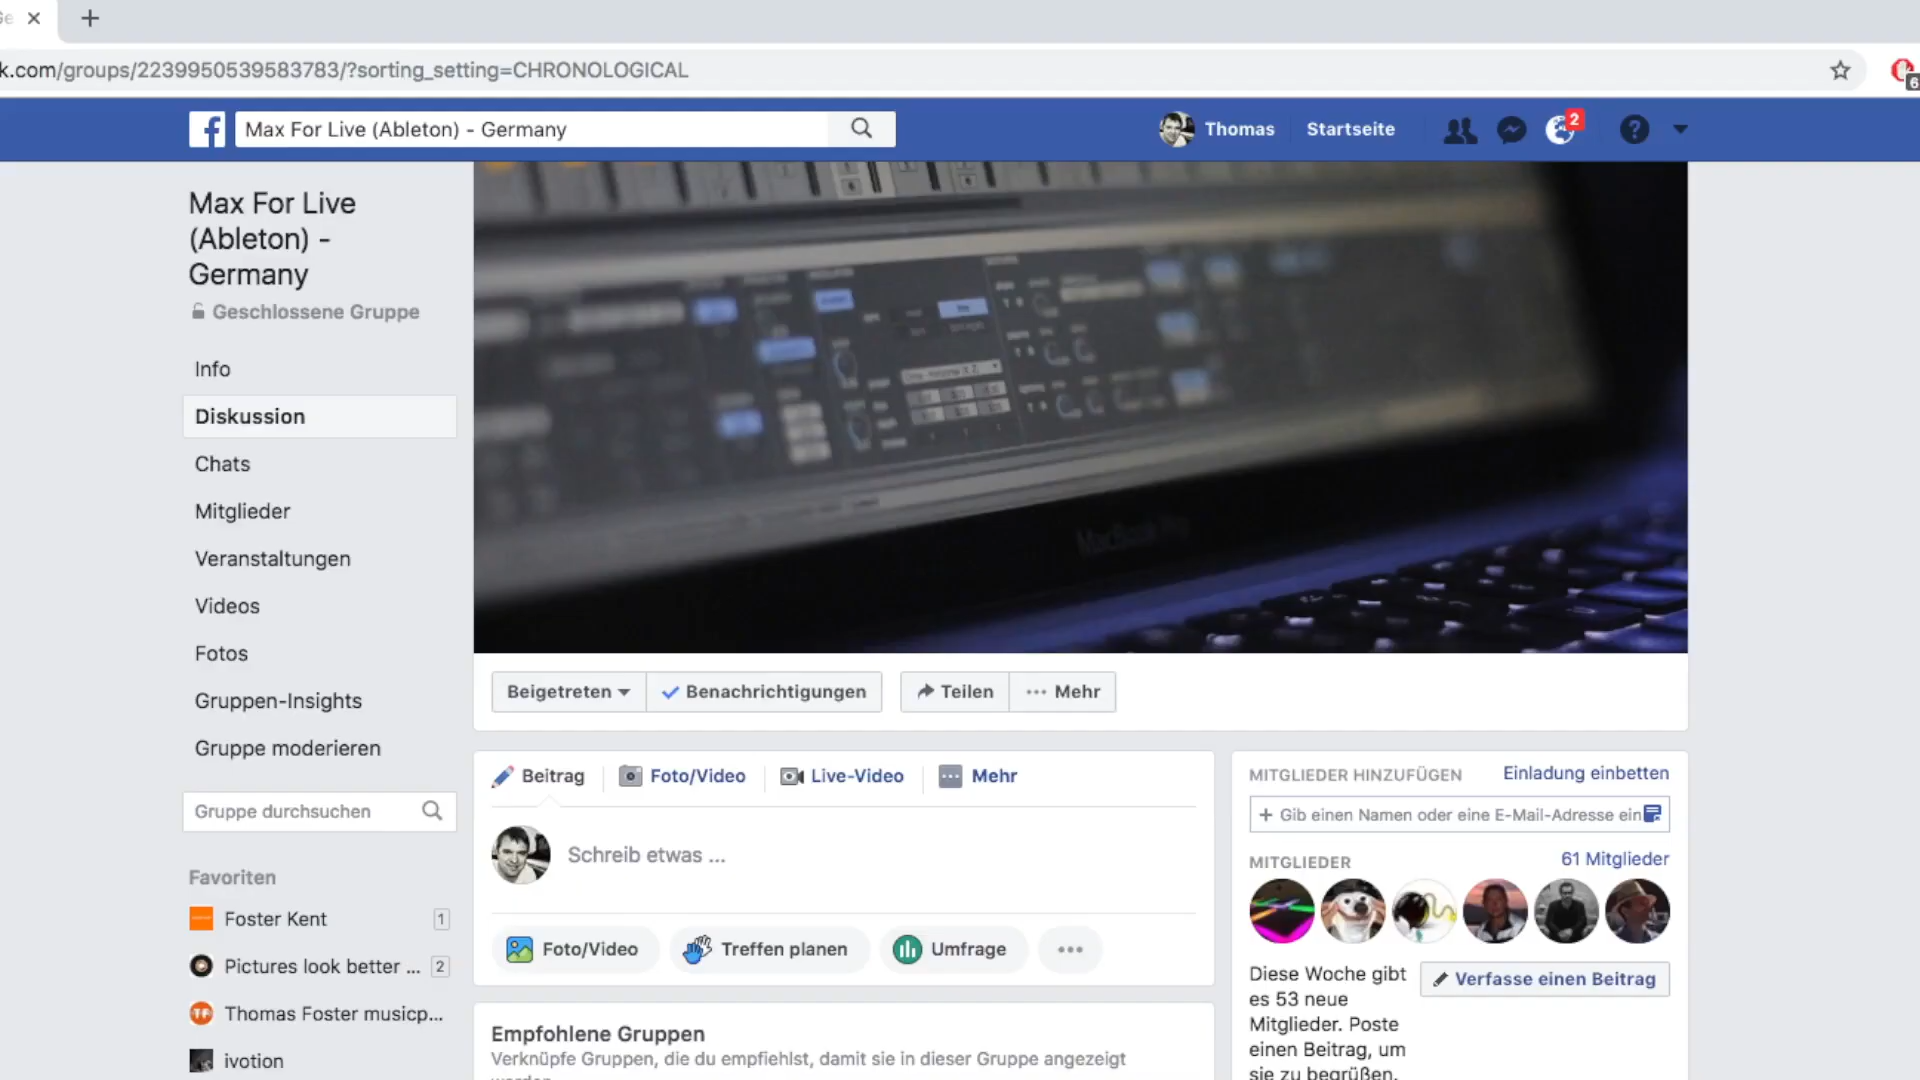 k.com/groups/2239950539583783/?sorting_setting=CHRONOLOGICAL
6
Max For Live (Ableton) - Germany
Thomas
Startseite
2
Max For Live
(Ableton) -
Germany
Geschlossene Gruppe
Info
Diskussion
Chats
Mitglieder
Veranstaltungen
Videos
Fotos
Gruppen-Insights
Gruppe moderieren
Gruppe durchsuchen
Favoriten
Foster Kent 1
Pictures look better ... 2
Thomas Foster musicp...
ivotion
MacBook Pro
Beigetreten
Benachrichtigungen
Teilen
Mehr
Beitrag
Foto/Video
Live-Video
Mehr
Schreib etwas ...
Foto/Video
Treffen planen
Umfrage
Empfohlene Gruppen
Verknüpfe Gruppen, die du empfiehlst, damit sie in dieser Gruppe angezeigt
werden.
MITGLIEDER HINZUFÜGEN
Einladung einbetten
+ Gib einen Namen oder eine E-Mail-Adresse ein
MITGLIEDER
61 Mitglieder
Diese Woche gibt
es 53 neue
Mitglieder. Poste
einen Beitrag, um
sie zu begrüßen.
Verfasse einen Beitrag